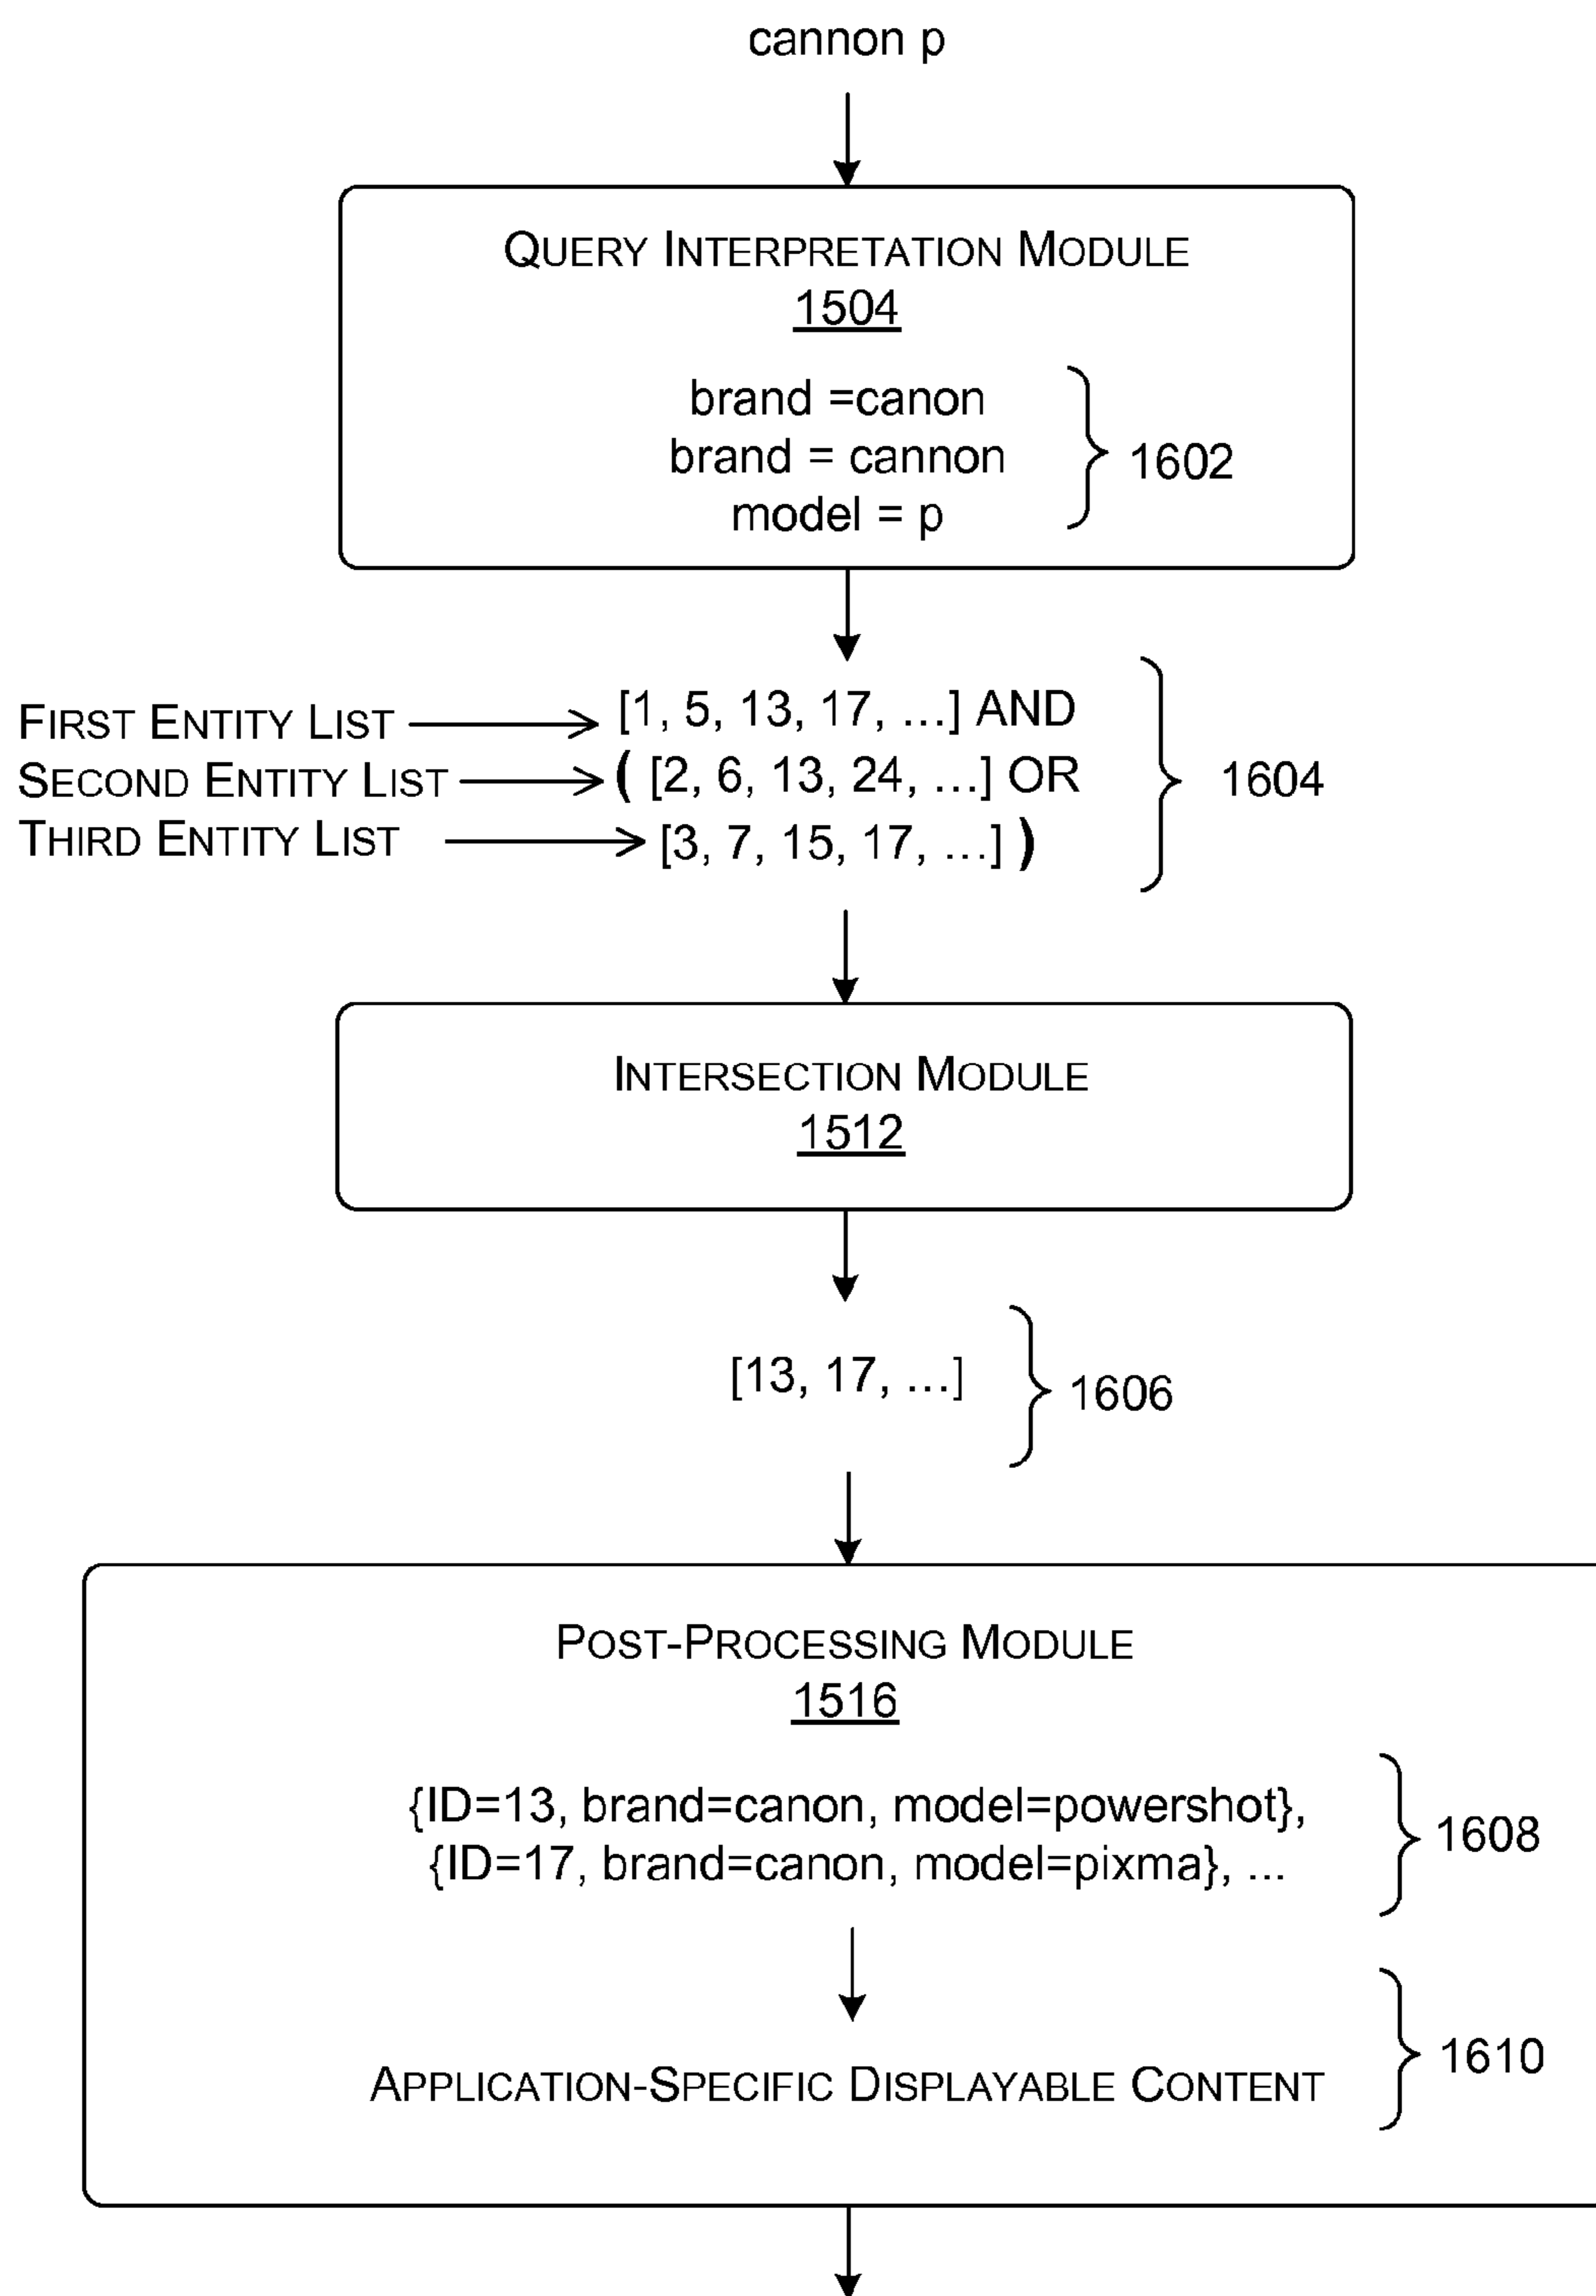 cannon p
QUERY INTERPRETATION MODULE
1504
brand =canon
brand = cannon
model = p
1602
FIRST ENTITY LIST [1, 5, 13, 17, ...] AND
SECOND ENTITY LIST ( [2, 6, 13, 24, ...] OR
THIRD ENTITY LIST [3, 7, 15, 17, ...] )
1604
INTERSECTION MODULE
1512
[13, 17, ...]
1606
POST-PROCESSING MODULE
1516
{ID=13, brand=canon, model=powershot},
{ID=17, brand=canon, model=pixma}, ...
1608
APPLICATION-SPECIFIC DISPLAYABLE CONTENT
1610